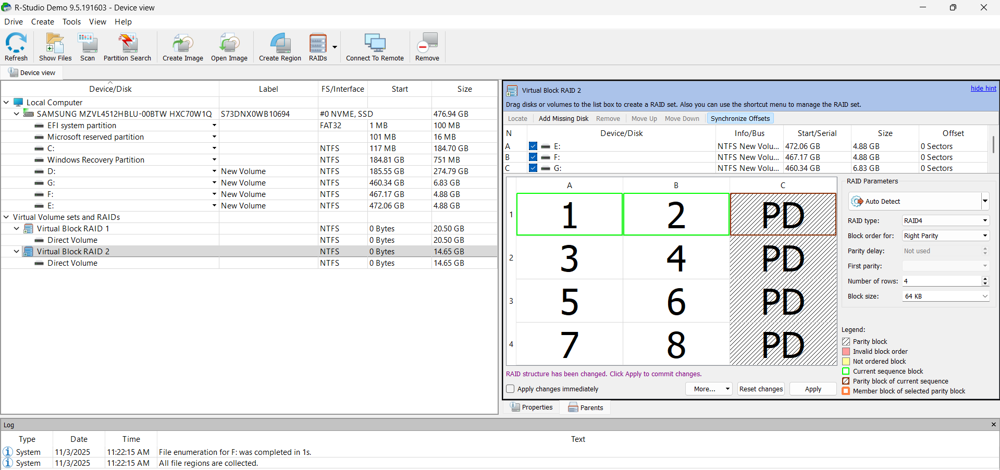 R-Studio Demo 9.5.191603 - Device view
Drive Create Tools View Help
Refresh Show Files Scan Partition Search Create Image Open Image Create Region RAIDs Connect To Remote Remove
Device view
Device/Disk Label FS/Interface Start Size
Local Computer
SAMSUNG MZVL4512HBLU-00BTW HXC70W1Q S73DNX0WB10694 #0 NVME, SSD 476.94 GB
EFI system partition FAT32 1 MB 100 MB
Microsoft reserved partition 101 MB 16 MB
C: NTFS 117 MB 184.70 GB
Windows Recovery Partition NTFS 184.81 GB 751 MB
D: New Volume NTFS 185.55 GB 274.79 GB
G: New Volume NTFS 460.34 GB 6.83 GB
F: New Volume NTFS 467.17 GB 4.88 GB
E: New Volume NTFS 472.06 GB 4.88 GB
Virtual Volume sets and RAIDs
Virtual Block RAID 1 NTFS 0 Bytes 20.50 GB
Direct Volume NTFS 0 Bytes 20.50 GB
Virtual Block RAID 2 NTFS 0 Bytes 14.65 GB
Direct Volume NTFS 0 Bytes 14.65 GB
Virtual Block RAID 2 hide hint
Drag disks or volumes to the list box to create a RAID set. Also you can use the shortcut menu to manage the RAID set.
Locate Add Missing Disk Remove Move Up Move Down Synchronize Offsets
N Device/Disk Info/Bus Start/Serial Size Offset
A E: NTFS New Volu... 472.06 GB 4.88 GB 0 Sectors
B F: NTFS New Volu... 467.17 GB 4.88 GB 0 Sectors
C G: NTFS New Volu... 460.34 GB 6.83 GB 0 Sectors
A B C
1 1 2 PD
2 3 4 PD
3 5 6 PD
4 7 8 PD
RAID structure has been changed. Click Apply to commit changes.
Apply changes immediately More... Reset changes Apply
RAID Parameters
Auto Detect
RAID type: RAID4
Block order for: Right Parity
Parity delay: Not used
First parity:
Number of rows: 4
Block size: 64 KB
Legend:
Parity block
Invalid block order
Not ordered block
Current sequence block
Parity block of current sequence
Member block of selected parity block
Properties Parents
Log
Type Date Time Text
System 11/3/2025 11:22:15 AM File enumeration for F: was completed in 1s.
System 11/3/2025 11:22:15 AM All file regions are collected.